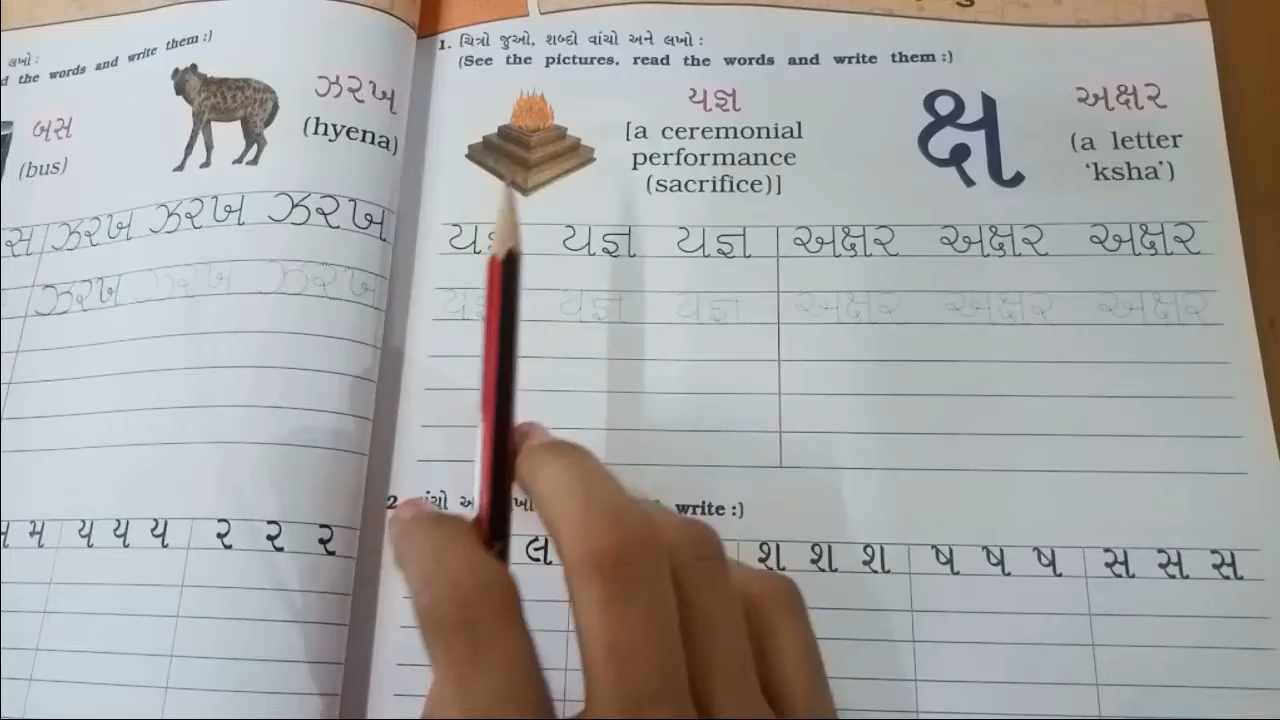 લખો :
d the words and write them :)
બસ
(bus)
ઝરખ
(hyena)
સ ઝરખ ઝરખ ઝરખ
ઝરખ ઝરખ ઝરખ
મ ય ય ય ર ર ર
1. ચિત્રો જુઓ, શબ્દો વાંચો અને લખો :
(See the pictures, read the words and write them :)
યજ્ઞ
[a ceremonial
performance
(sacrifice)]
ક્ષ
અક્ષર
(a letter
‘ksha’)
યજ્ઞ યજ્ઞ અક્ષર અક્ષર અક્ષર
યજ્ઞ યજ્ઞ અક્ષર અક્ષર અક્ષર
2. write :)
લ શ શ શ ષ ષ ષ સ સ સ